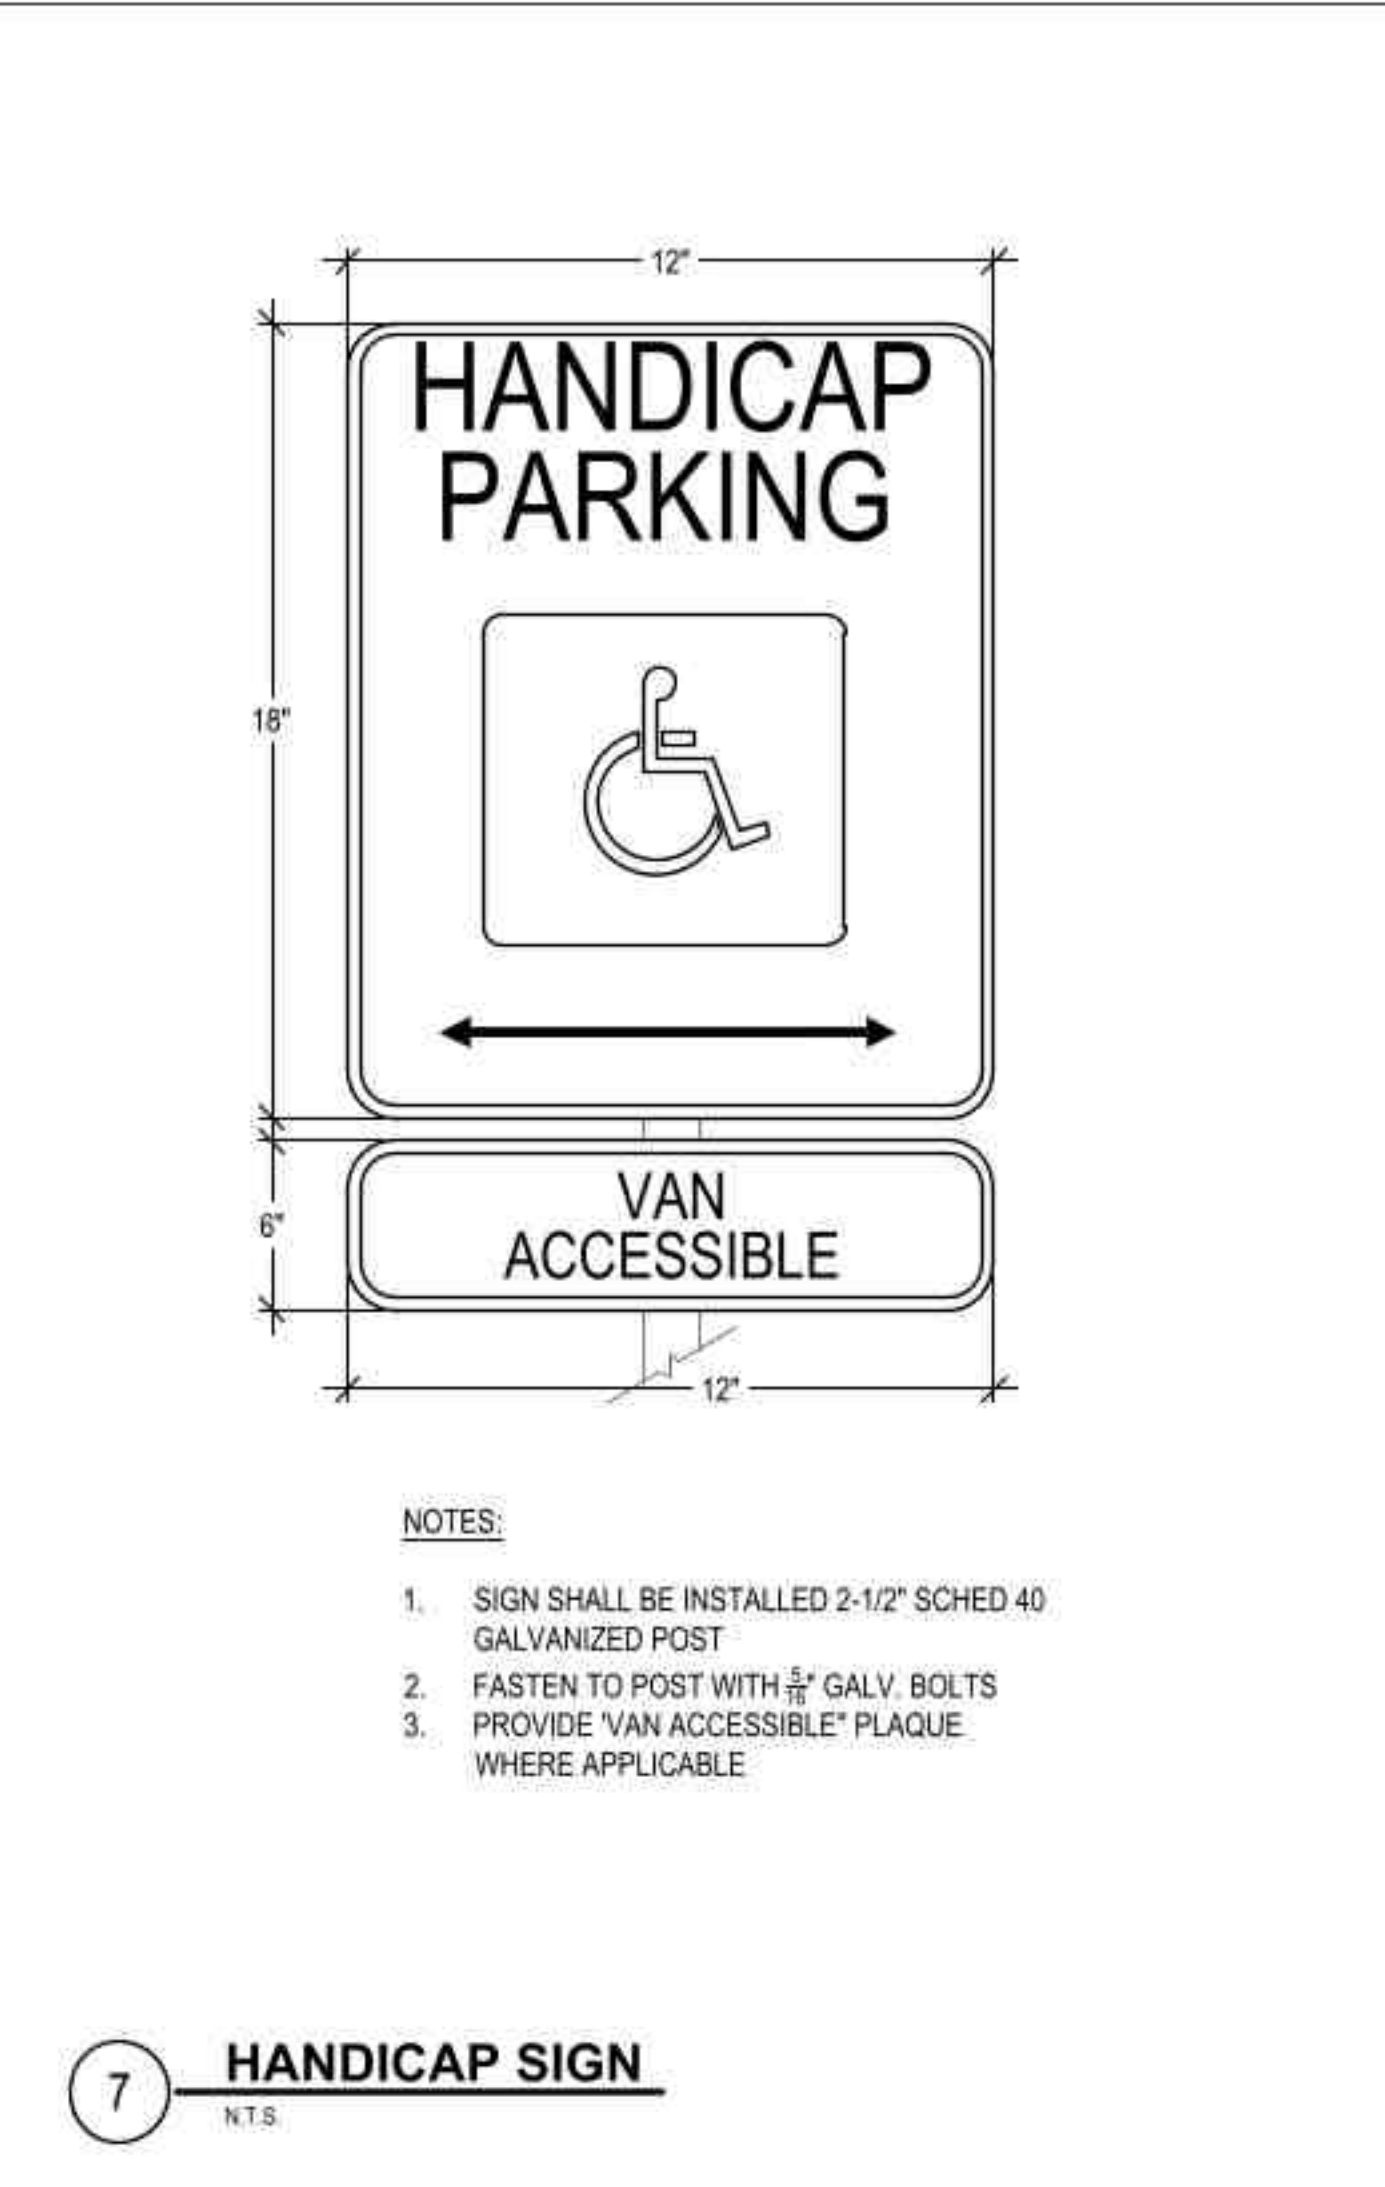 12"
HANDICAP
PARKING
18"
VAN
ACCESSIBLE
6"
12"
NOTES:
1. SIGN SHALL BE INSTALLED 2-1/2" SCHED 40
GALVANIZED POST
2. FASTEN TO POST WITH 5/16" GALV. BOLTS
3. PROVIDE 'VAN ACCESSIBLE" PLAQUE
WHERE APPLICABLE
7 HANDICAP SIGN
N.T.S.